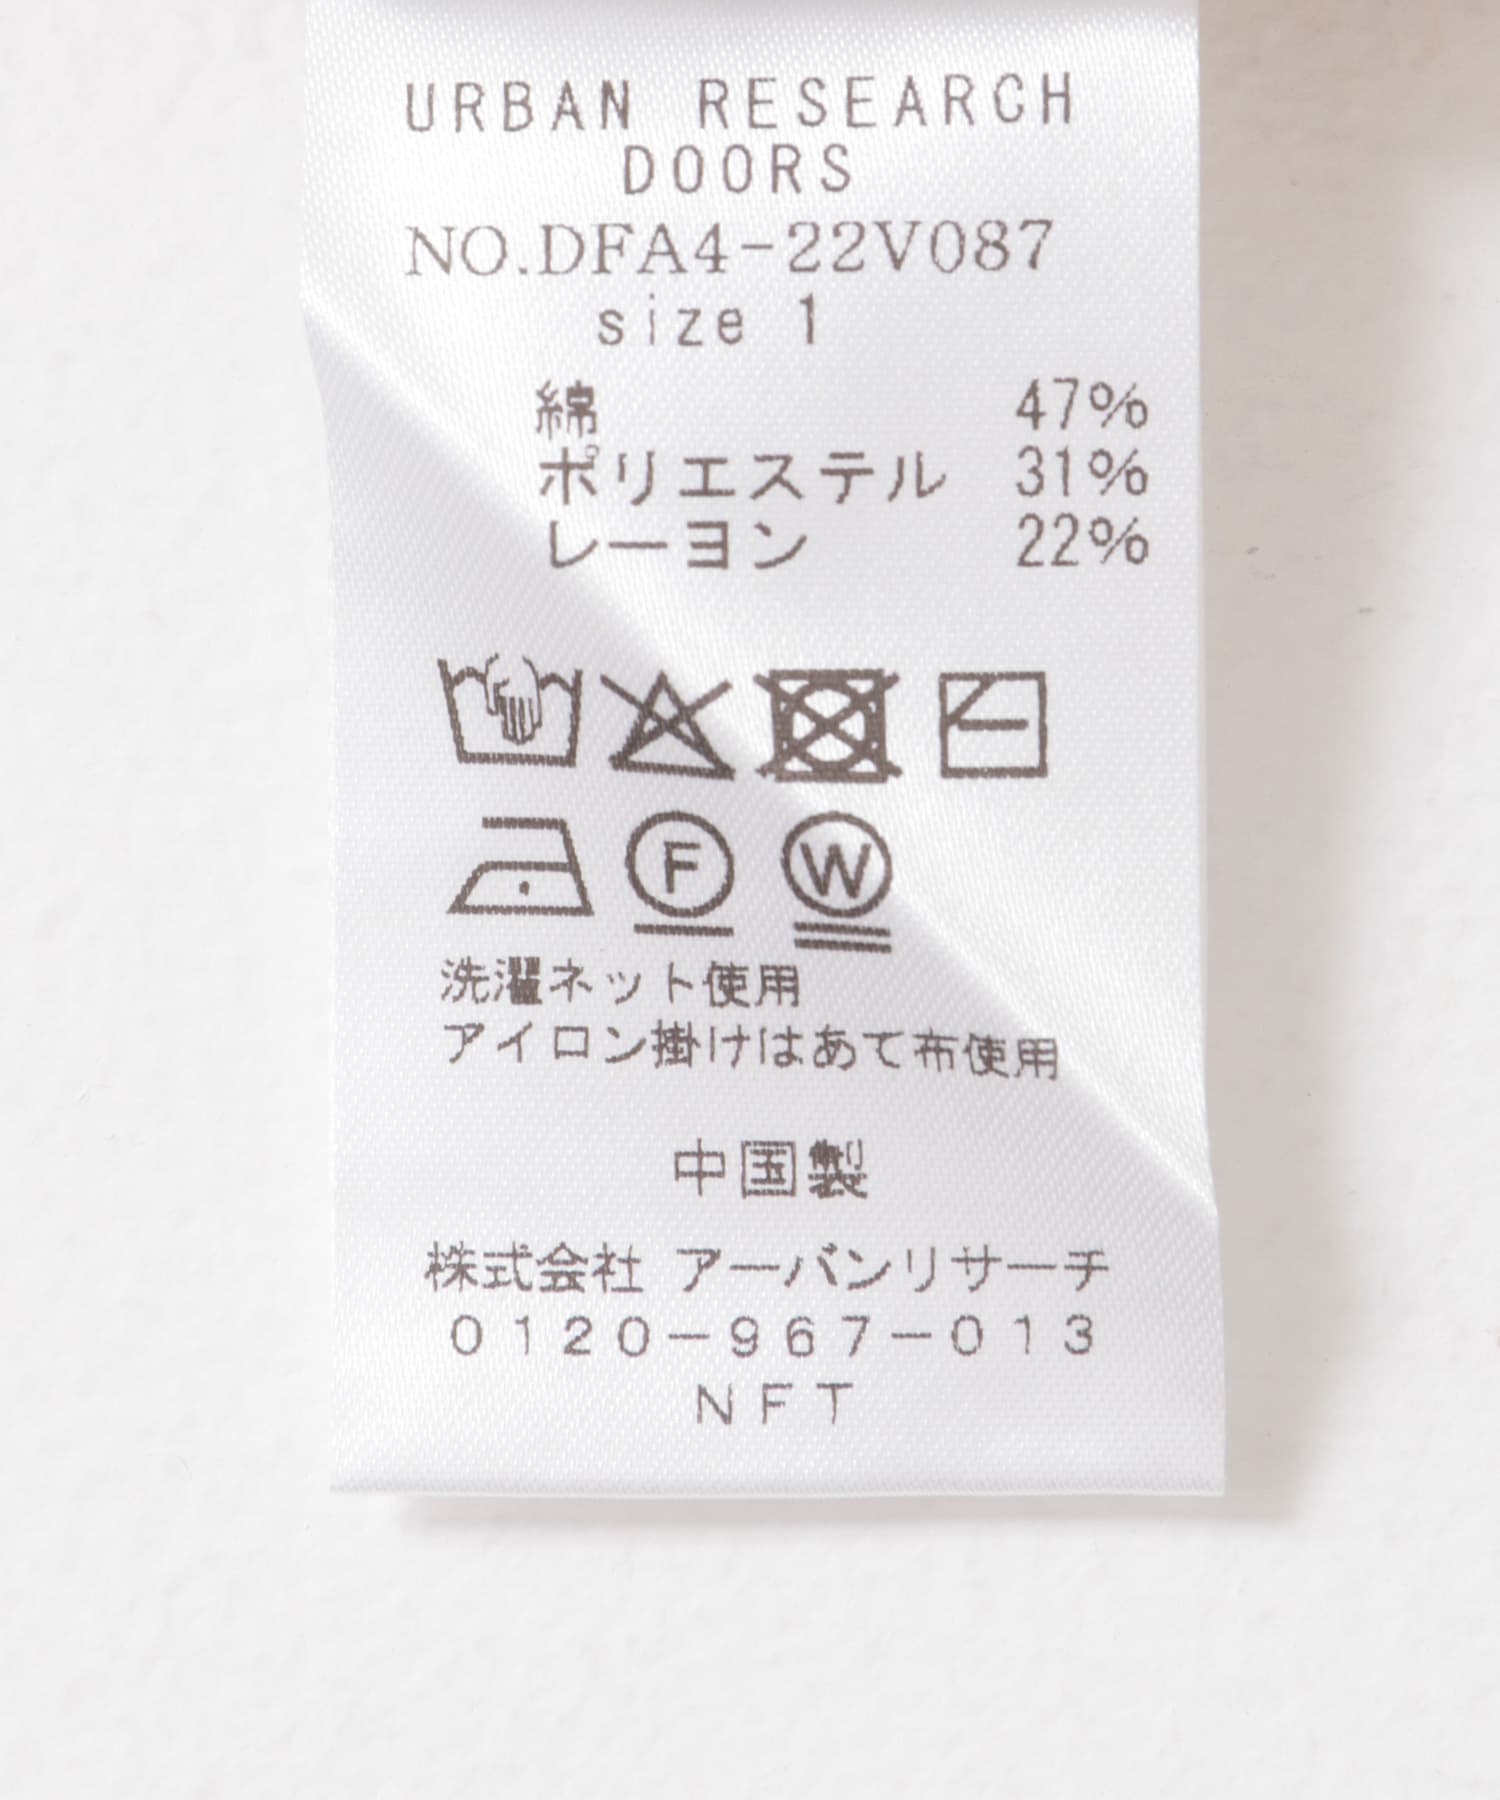 URBAN RESEARCH
DOORS
NO.DFA4-22V087
size 1
綿 47%
ポリエステル 31%
レーヨン 22%
F W
洗濯ネット使用
アイロン掛けはあて布使用
中国製
株式会社 アーバンリサーチ
0120-967-013
NFT